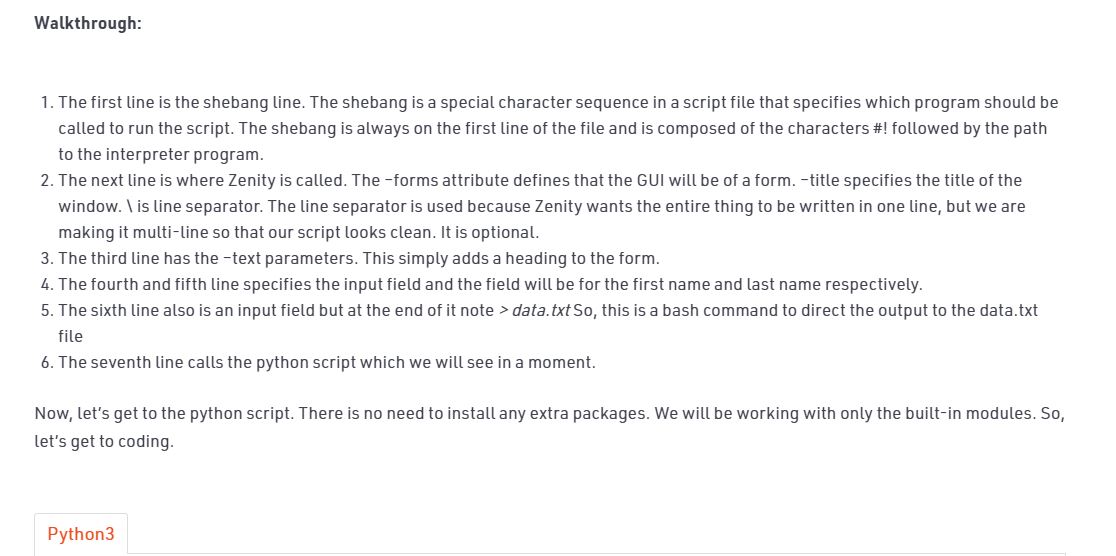 Walkthrough:
1. The first line is the shebang line. The shebang is a special character sequence in a script file that specifies which program should be
called to run the script. The shebang is always on the first line of the file and is composed of the characters #! followed by the path
to the interpreter program.
2. The next line is where Zenity is called. The –forms attribute defines that the GUI will be of a form. –title specifies the title of the
window. \ is line separator. The line separator is used because Zenity wants the entire thing to be written in one line, but we are
making it multi-line so that our script looks clean. It is optional.
3. The third line has the –text parameters. This simply adds a heading to the form.
4. The fourth and fifth line specifies the input field and the field will be for the first name and last name respectively.
5. The sixth line also is an input field but at the end of it note > data.txt So, this is a bash command to direct the output to the data.txt
file
6. The seventh line calls the python script which we will see in a moment.
Now, let’s get to the python script. There is no need to install any extra packages. We will be working with only the built-in modules. So,
let’s get to coding.
Python3